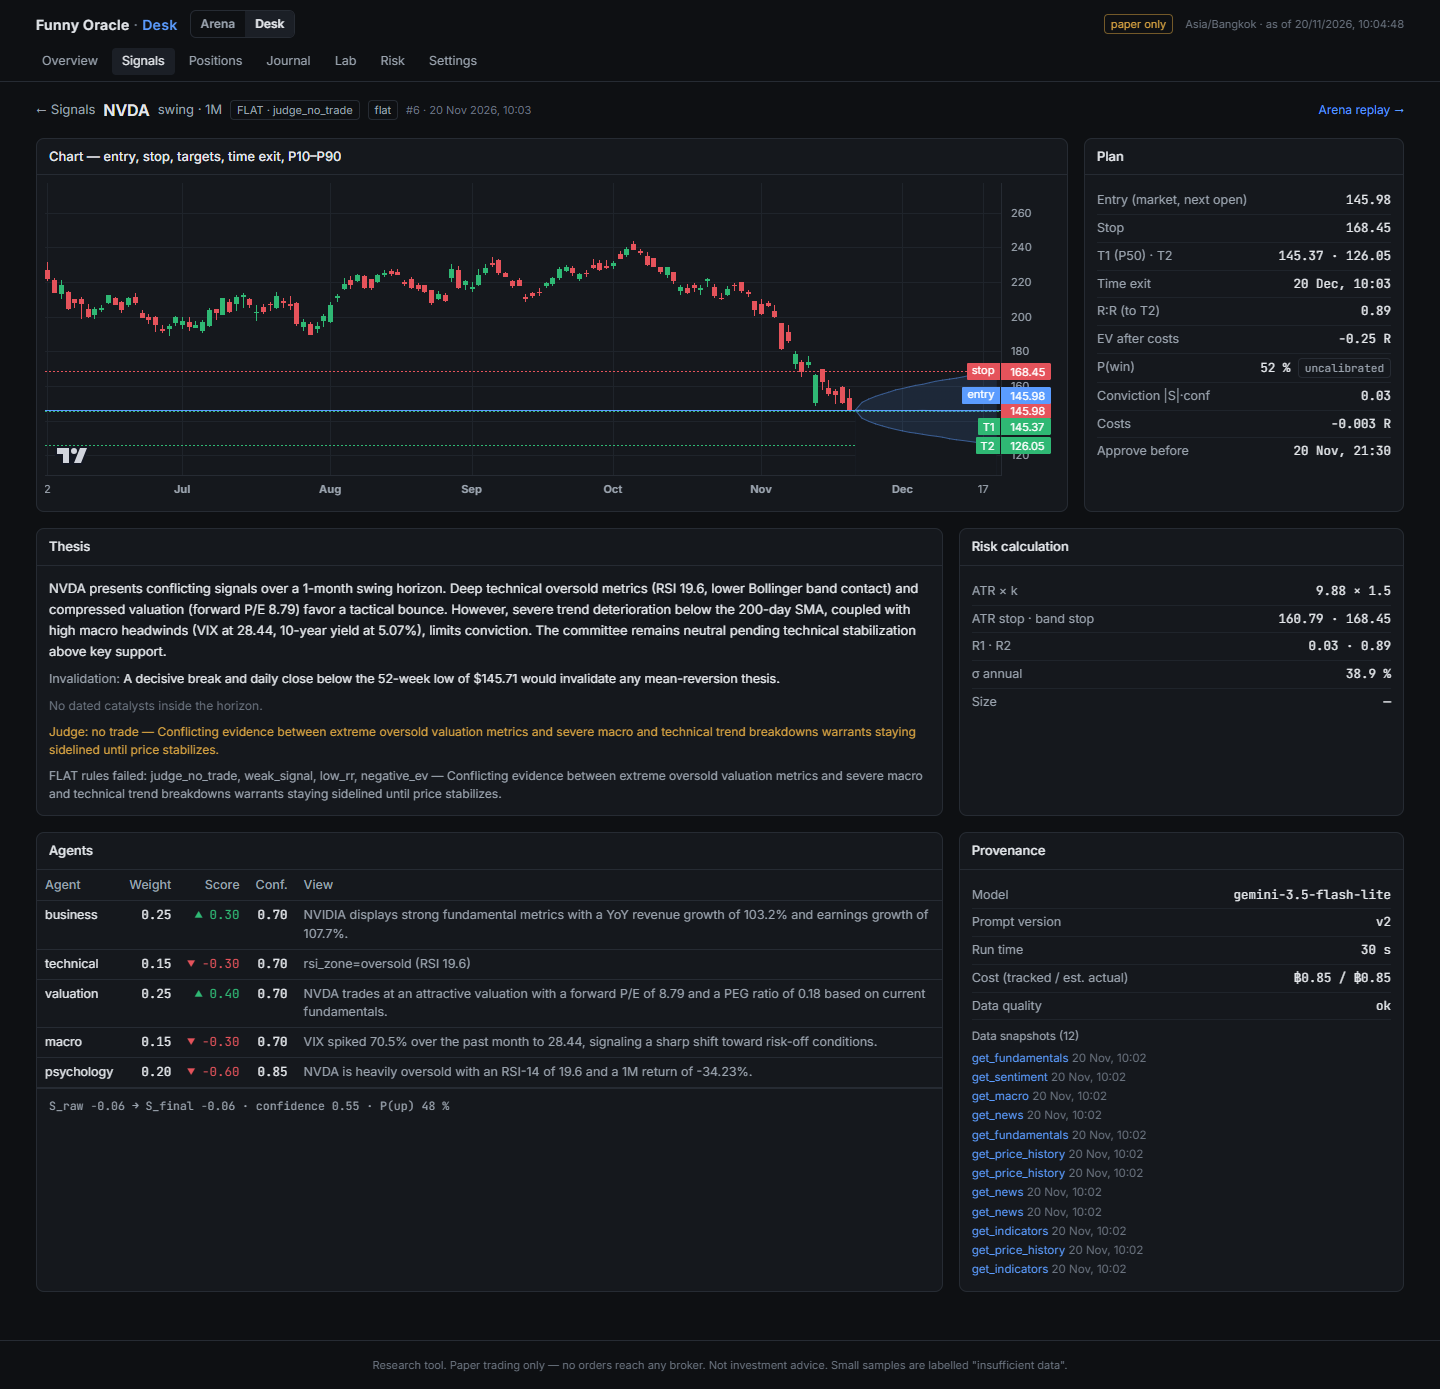 Funny Oracle · Desk Arena Desk paper only Asia/Bangkok · as of 20/11/2026, 10:04:48
Overview Signals Positions Journal Lab Risk Settings
← Signals NVDA swing · 1M FLAT · judge_no_trade flat #6 · 20 Nov 2026, 10:03 Arena replay →
Chart — entry, stop, targets, time exit, P10–P90
260
240
220
200
180
stop 168.45
160
entry 145.98
145.98
T1 145.37
T2 126.05
120
2 Jul Aug Sep Oct Nov Dec 17
Plan
Entry (market, next open) 145.98
Stop 168.45
T1 (P50) · T2 145.37 · 126.05
Time exit 20 Dec, 10:03
R:R (to T2) 0.89
EV after costs -0.25 R
P(win) 52 % uncalibrated
Conviction |S|·conf 0.03
Costs -0.003 R
Approve before 20 Nov, 21:30
Thesis
NVDA presents conflicting signals over a 1-month swing horizon. Deep technical oversold metrics (RSI 19.6, lower Bollinger band contact) and
compressed valuation (forward P/E 8.79) favor a tactical bounce. However, severe trend deterioration below the 200-day SMA, coupled with
high macro headwinds (VIX at 28.44, 10-year yield at 5.07%), limits conviction. The committee remains neutral pending technical stabilization
above key support.
Invalidation: A decisive break and daily close below the 52-week low of $145.71 would invalidate any mean-reversion thesis.
No dated catalysts inside the horizon.
Judge: no trade — Conflicting evidence between extreme oversold valuation metrics and severe macro and technical trend breakdowns warrants staying
sidelined until price stabilizes.
FLAT rules failed: judge_no_trade, weak_signal, low_rr, negative_ev — Conflicting evidence between extreme oversold valuation metrics and severe macro
and technical trend breakdowns warrants staying sidelined until price stabilizes.
Risk calculation
ATR × k 9.88 × 1.5
ATR stop · band stop 160.79 · 168.45
R1 · R2 0.03 · 0.89
σ annual 38.9 %
Size —
Agents
Agent Weight Score Conf. View
business 0.25 ▲ 0.30 0.70 NVIDIA displays strong fundamental metrics with a YoY revenue growth of 103.2% and earnings growth of
107.7%.
technical 0.15 ▼ -0.30 0.70 rsi_zone=oversold (RSI 19.6)
valuation 0.25 ▲ 0.40 0.70 NVDA trades at an attractive valuation with a forward P/E of 8.79 and a PEG ratio of 0.18 based on current
fundamentals.
macro 0.15 ▼ -0.30 0.70 VIX spiked 70.5% over the past month to 28.44, signaling a sharp shift toward risk-off conditions.
psychology 0.20 ▼ -0.60 0.85 NVDA is heavily oversold with an RSI-14 of 19.6 and a 1M return of -34.23%.
S_raw -0.06 → S_final -0.06 · confidence 0.55 · P(up) 48 %
Provenance
Model gemini-3.5-flash-lite
Prompt version v2
Run time 30 s
Cost (tracked / est. actual) ฿0.85 / ฿0.85
Data quality ok
Data snapshots (12)
get_fundamentals 20 Nov, 10:02
get_sentiment 20 Nov, 10:02
get_macro 20 Nov, 10:02
get_news 20 Nov, 10:02
get_fundamentals 20 Nov, 10:02
get_price_history 20 Nov, 10:02
get_price_history 20 Nov, 10:02
get_news 20 Nov, 10:02
get_news 20 Nov, 10:02
get_indicators 20 Nov, 10:02
get_price_history 20 Nov, 10:02
get_indicators 20 Nov, 10:02
Research tool. Paper trading only — no orders reach any broker. Not investment advice. Small samples are labelled "insufficient data".